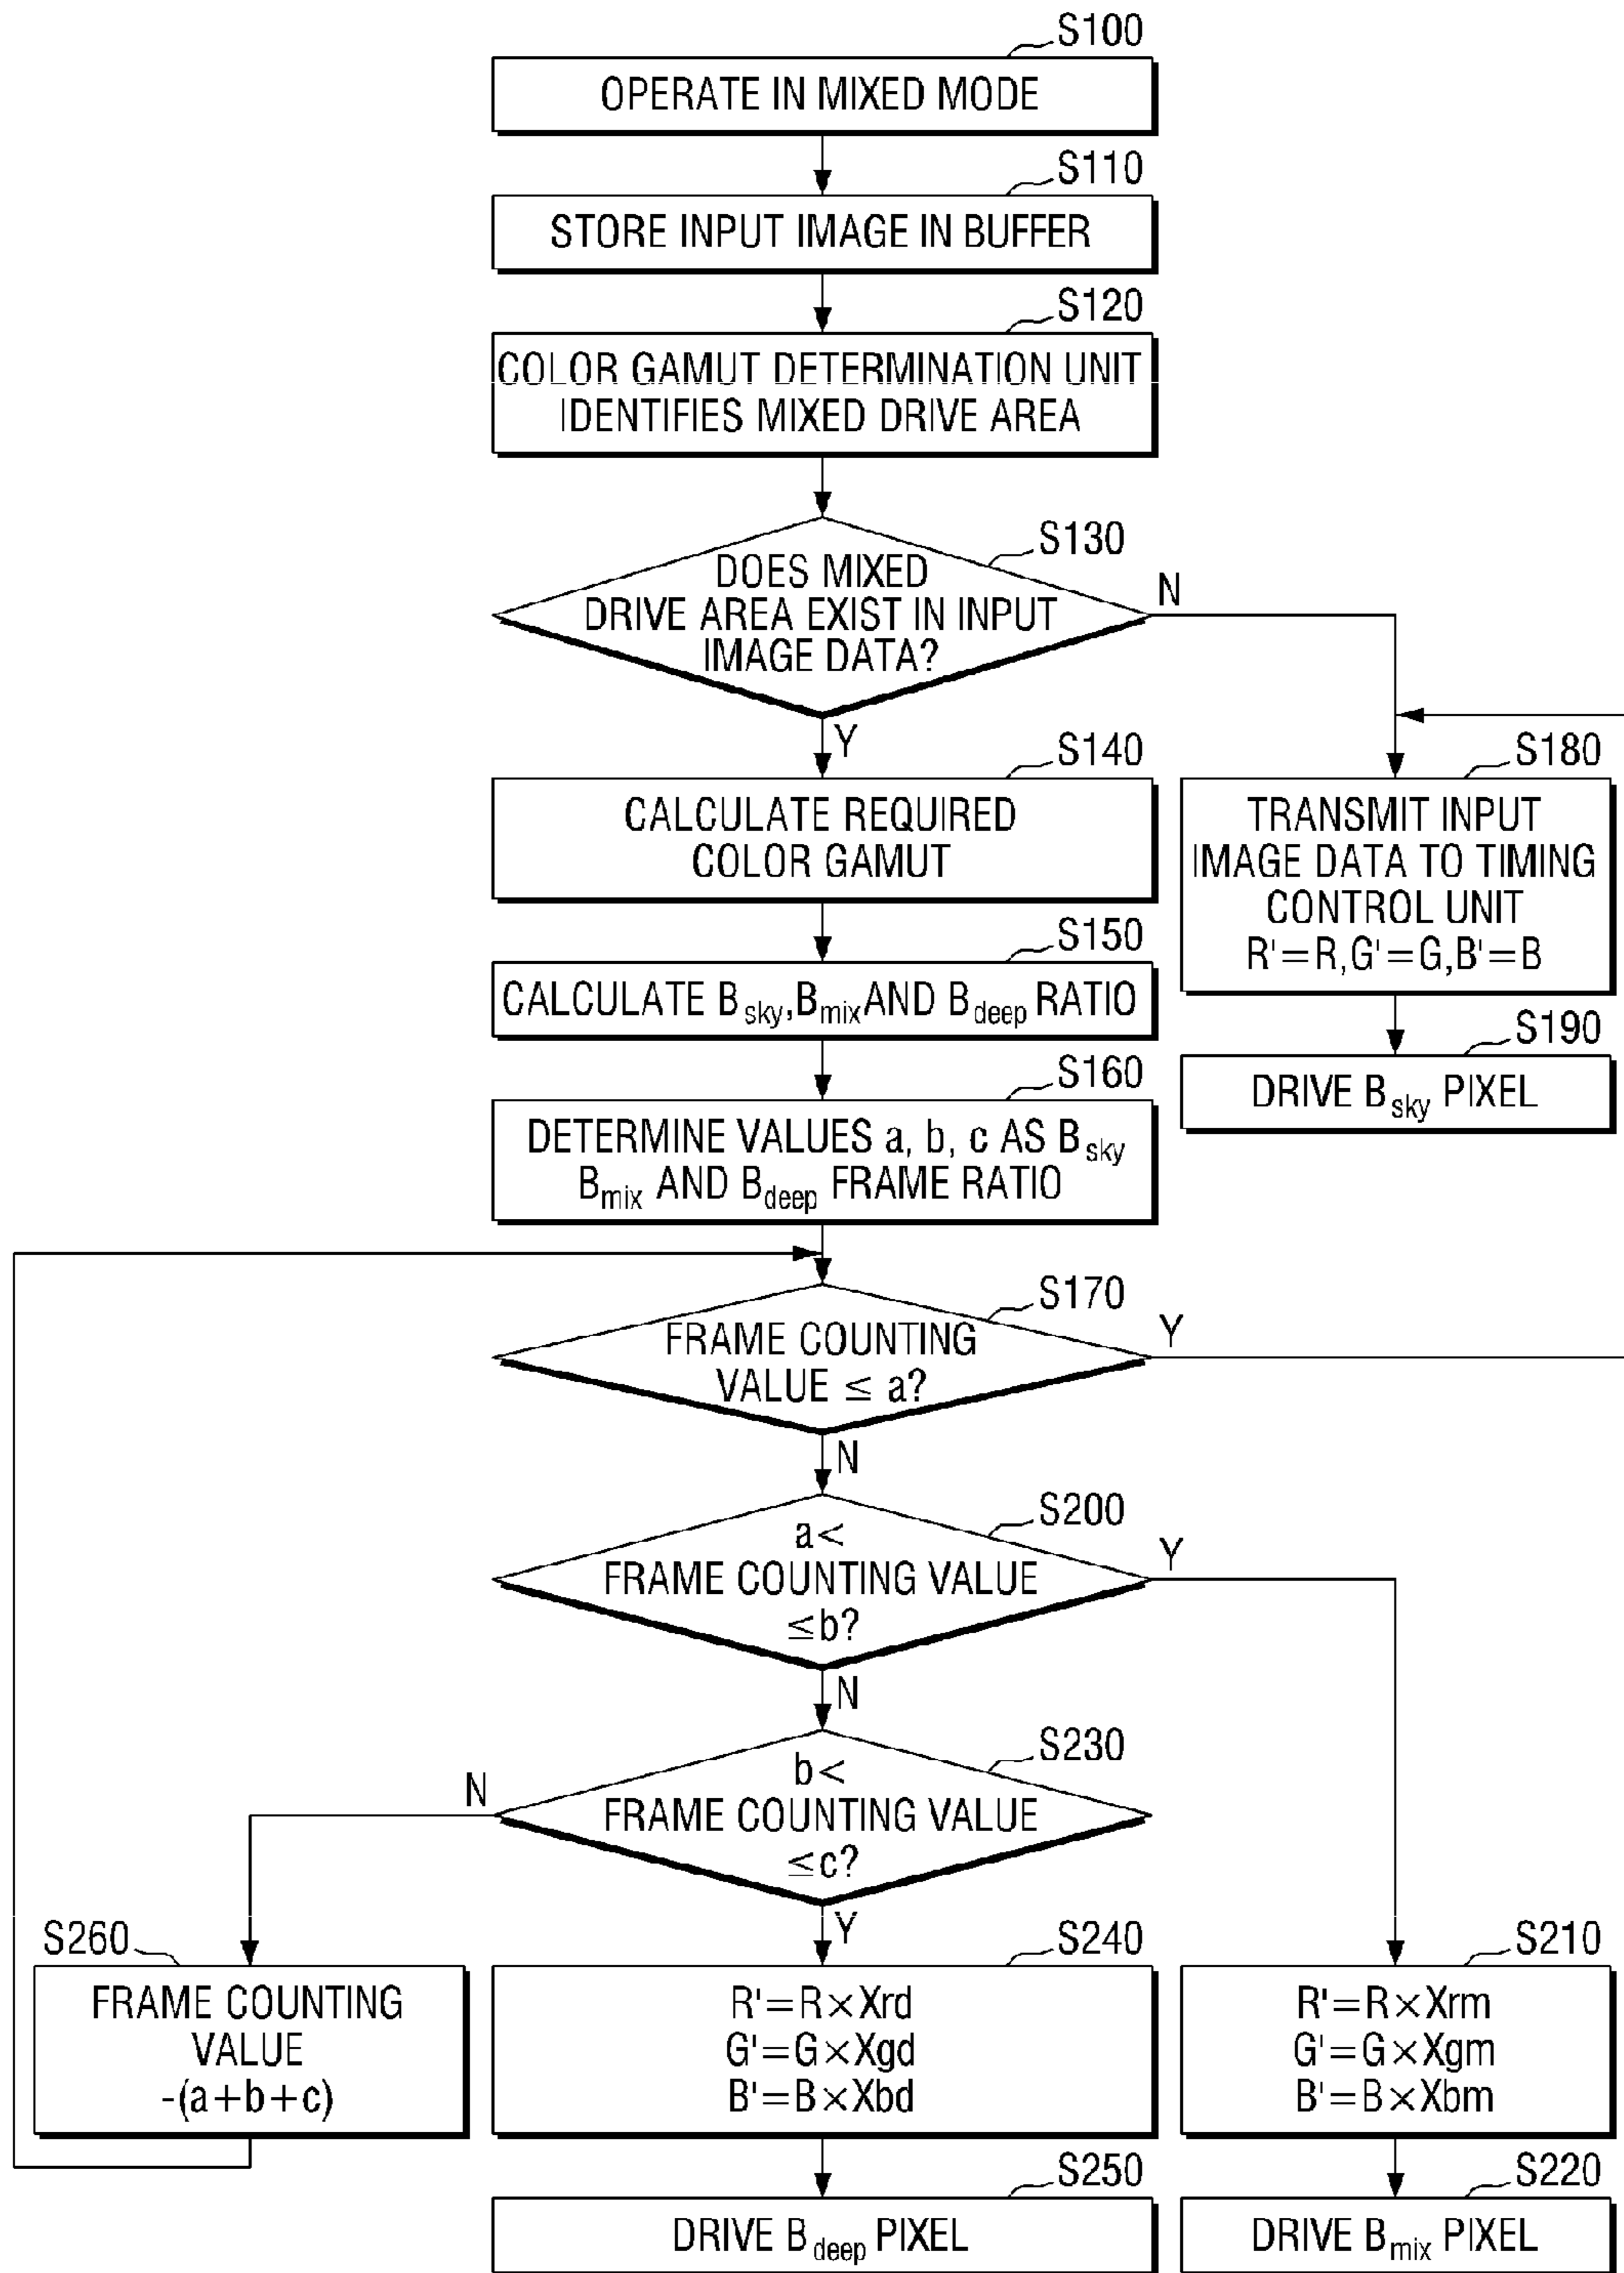 S100
OPERATE IN MIXED MODE
S110
STORE INPUT IMAGE IN BUFFER
S120
COLOR GAMUT DETERMINATION UNIT
IDENTIFIES MIXED DRIVE AREA
S130
DOES MIXED
DRIVE AREA EXIST IN INPUT
IMAGE DATA?
N
Y
S140
CALCULATE REQUIRED
COLOR GAMUT
S180
TRANSMIT INPUT
IMAGE DATA TO TIMING
CONTROL UNIT
R'=R,G'=G,B'=B
S150
CALCULATE Bsky,Bmix AND Bdeep RATIO
S190
DRIVE Bsky PIXEL
S160
DETERMINE VALUES a, b, c AS Bsky
Bmix AND Bdeep FRAME RATIO
S170
FRAME COUNTING
VALUE ≤ a?
Y
N
S200
a<
FRAME COUNTING VALUE
≤b?
Y
N
S230
b<
FRAME COUNTING VALUE
≤c?
N
Y
S260
FRAME COUNTING
VALUE
-(a+b+c)
S240
R'=R×Xrd
G'=G×Xgd
B'=B×Xbd
S210
R'=R×Xrm
G'=G×Xgm
B'=B×Xbm
S250
DRIVE Bdeep PIXEL
S220
DRIVE Bmix PIXEL